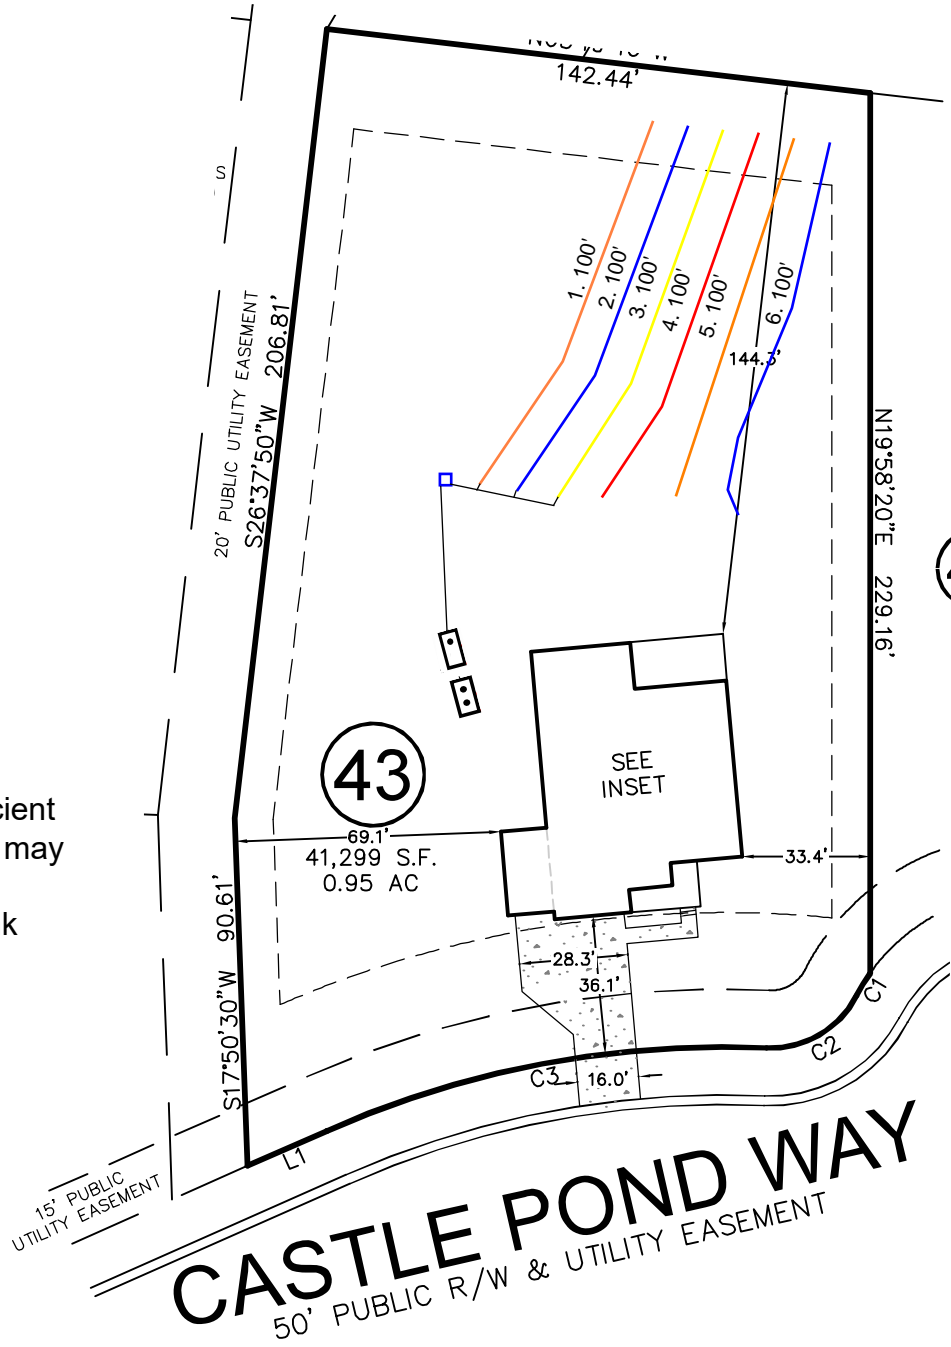 142.44'
S
1. 100'
2. 100'
3. 100'
4. 100'
5. 100'
6. 100'
144.3'
20' PUBLIC UTILITY EASEMENT
S26°37'50"W 206.81'
N19°58'20"E 229.16'
SEE
INSET
43
69.1'
41,299 S.F.
0.95 AC
33.4'
cient
may
k
S17°50'30"W 90.61'
28.3'
36.1'
16.0'
C1
C2
C3
L1
15' PUBLIC
UTILITY EASEMENT
CASTLE POND WAY
50' PUBLIC R/W & UTILITY EASEMENT